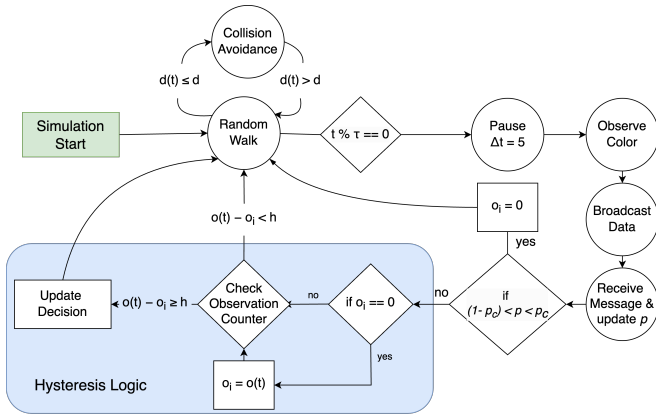 Collision
Avoidance
d(t) ≤ d
d(t) > d
Simulation
Start
Random
Walk
t % τ == 0
Pause
Δt = 5
Observe
Color
o(t) − oᵢ < h
oᵢ = 0
yes
Broadcast
Data
Receive
Message &
update p
if
(1- p_c) < p < p_c
no
if oᵢ == 0
no
yes
Check
Observation
Counter
o(t) − oᵢ ≥ h
Update
Decision
oᵢ = o(t)
Hysteresis Logic